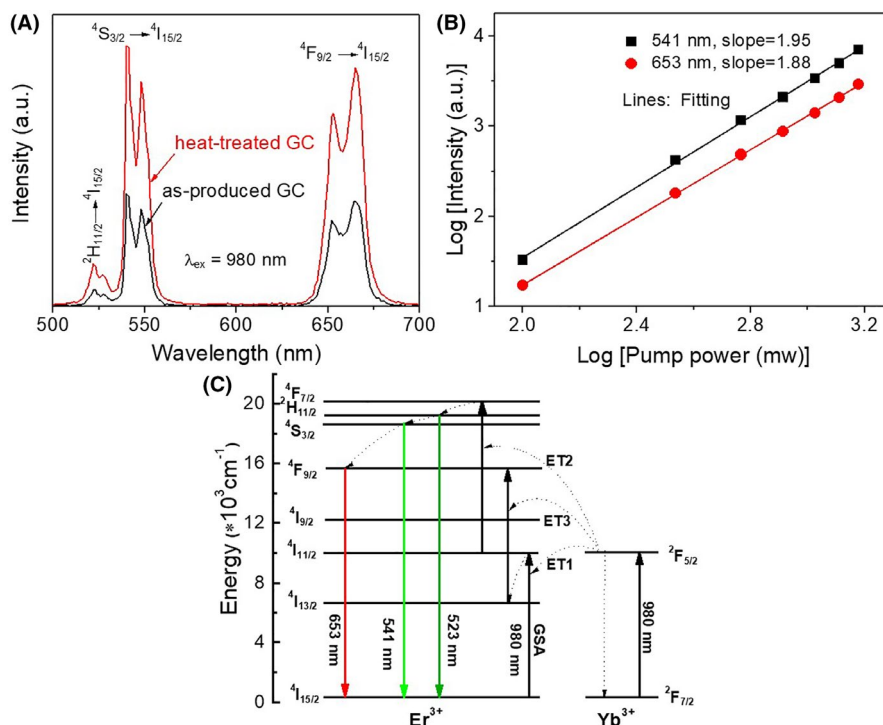 (A)
⁴S₃/₂ → ⁴I₁₅/₂
⁴F₉/₂ → ⁴I₁₅/₂
²H₁₁/₂ → ⁴I₁₅/₂
heat-treated GC
as-produced GC
λex = 980 nm
Intensity (a.u.)
500 550 600 650 700
Wavelength (nm)
(B)
541 nm, slope=1.95
653 nm, slope=1.88
Lines: Fitting
Log [Intensity (a.u.)]
4
3
2
1
2.0 2.4 2.8 3.2
Log [Pump power (mw)]
(C)
Energy (*10³cm⁻¹)
20
16
12
8
4
0
⁴F₇/₂
²H₁₁/₂
⁴S₃/₂
⁴F₉/₂
⁴I₉/₂
⁴I₁₁/₂
⁴I₁₃/₂
⁴I₁₅/₂
653 nm
541 nm
523 nm
980 nm
GSA
ET2
ET3
ET1
²F₅/₂
980 nm
²F₇/₂
Er³⁺
Yb³⁺